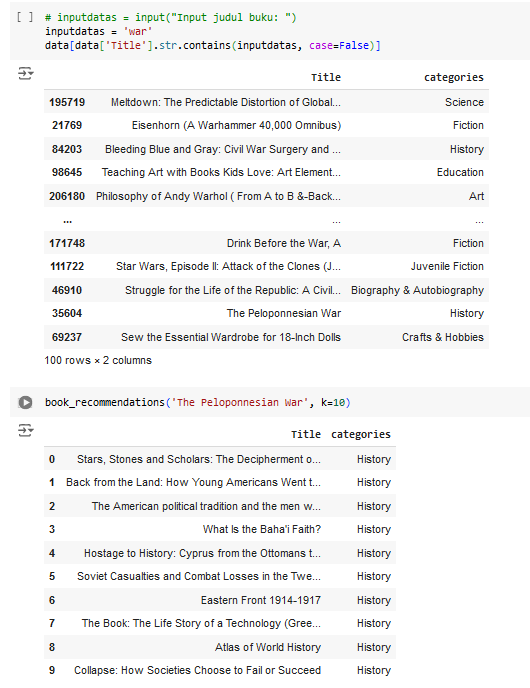 [ ] # inputdatas = input("Input judul buku: ")
inputdatas = 'war'
data[data['Title'].str.contains(inputdatas, case=False)]
Title categories
195719 Meltdown: The Predictable Distortion of Global... Science
21769 Eisenhorn (A Warhammer 40,000 Omnibus) Fiction
84203 Bleeding Blue and Gray: Civil War Surgery and ... History
98645 Teaching Art with Books Kids Love: Art Element... Education
206180 Philosophy of Andy Warhol ( From A to B &-Back... Art
... ... ...
171748 Drink Before the War, A Fiction
111722 Star Wars, Episode II: Attack of the Clones (J... Juvenile Fiction
46910 Struggle for the Life of the Republic: A Civil... Biography & Autobiography
35604 The Peloponnesian War History
69237 Sew the Essential Wardrobe for 18-Inch Dolls Crafts & Hobbies
100 rows × 2 columns
book_recommendations('The Peloponnesian War', k=10)
Title categories
0 Stars, Stones and Scholars: The Decipherment o... History
1 Back from the Land: How Young Americans Went t... History
2 The American political tradition and the men w... History
3 What Is the Baha'i Faith? History
4 Hostage to History: Cyprus from the Ottomans t... History
5 Soviet Casualties and Combat Losses in the Twe... History
6 Eastern Front 1914-1917 History
7 The Book: The Life Story of a Technology (Gree... History
8 Atlas of World History History
9 Collapse: How Societies Choose to Fail or Succeed History